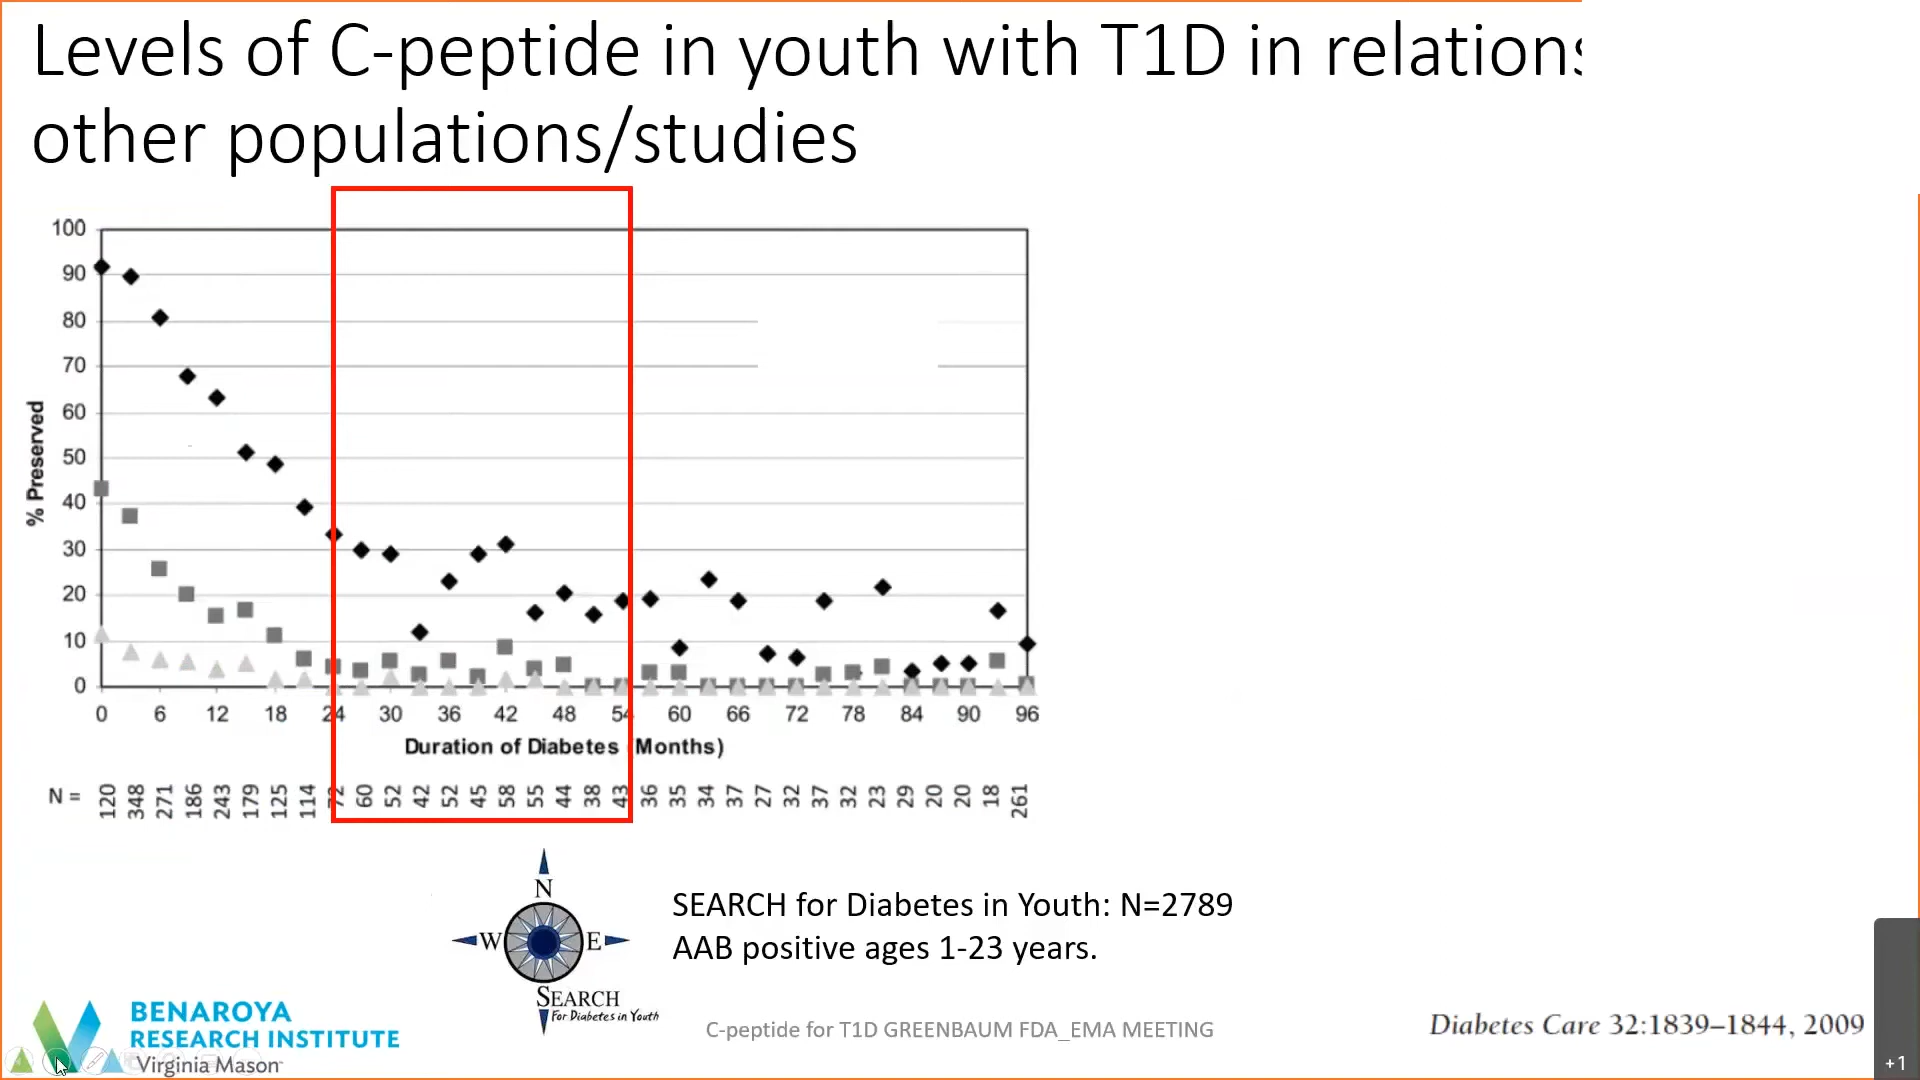 Levels of C-peptide in youth with T1D in relations
other populations/studies
100
90
80
70
60
50
40
30
20
10
0
% Preserved
0 6 12 18 24 30 36 42 48 54 60 66 72 78 84 90 96
Duration of Diabetes (Months)
N = 120 348 271 186 243 179 125 114 72 60 52 42 52 45 58 55 44 38 43 36 35 34 37 27 32 37 32 23 29 20 20 18 261
N
W E
SEARCH
For Diabetes in Youth
SEARCH for Diabetes in Youth: N=2789
AAB positive ages 1-23 years.
BENAROYA
RESEARCH INSTITUTE
Virginia Mason
C-peptide for T1D GREENBAUM FDA_EMA MEETING
Diabetes Care 32:1839–1844, 2009
+1